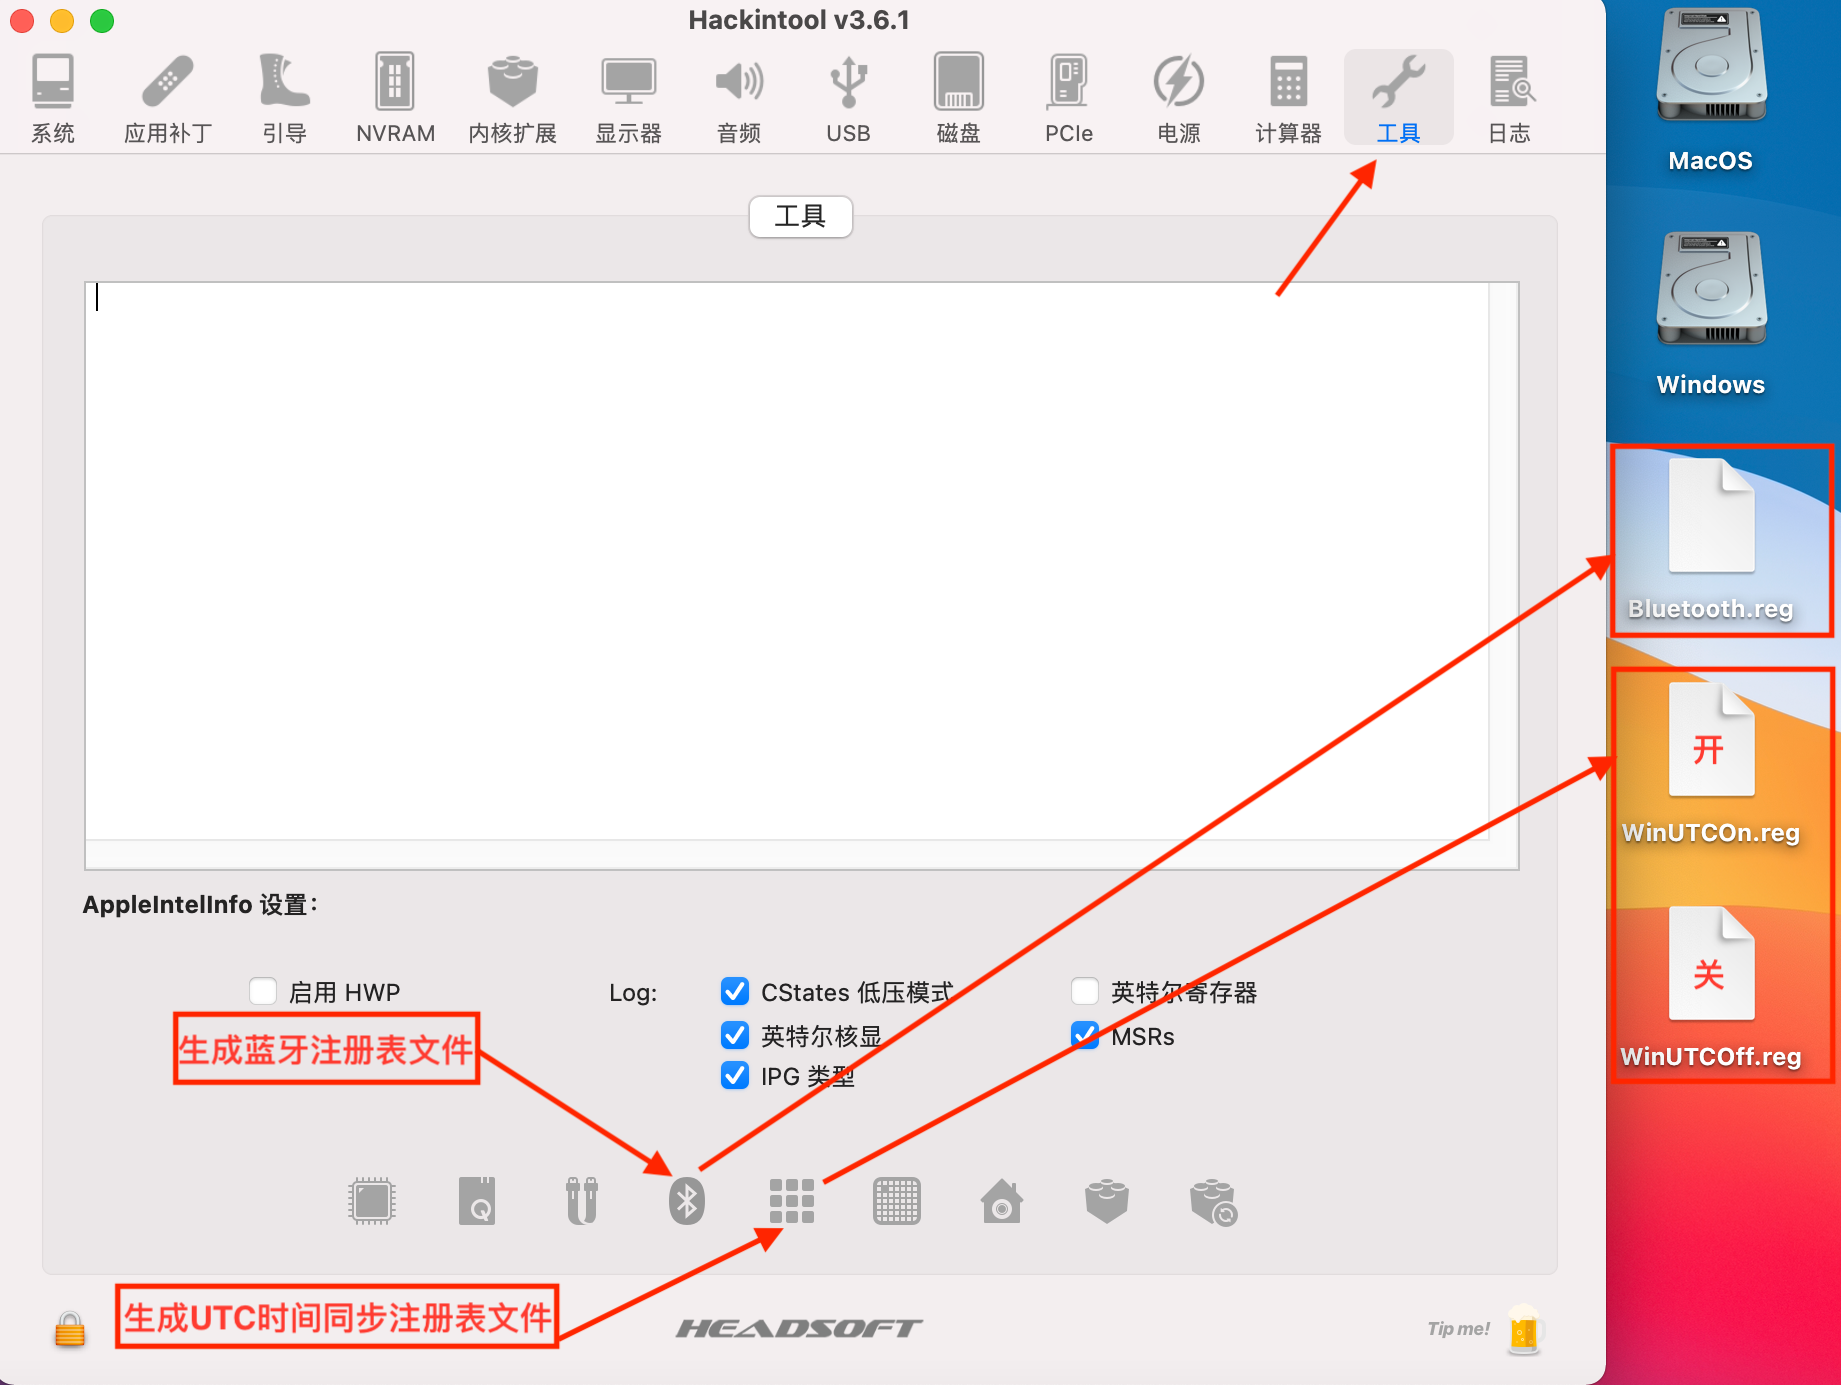 Hackintool v3.6.1
系统
应用补丁
引导
NVRAM
内核扩展
显示器
音频
USB
磁盘
PCIe
电源
计算器
工具
日志
工具
AppleIntelInfo 设置:
启用 HWP
Log:
CStates 低压模式
英特尔寄存器
英特尔核显
MSRs
IPG 类型
生成蓝牙注册表文件
生成UTC时间同步注册表文件
HEADSOFT
Tip me!
MacOS
Windows
Bluetooth.reg
开
WinUTCOn.reg
关
WinUTCOff.reg